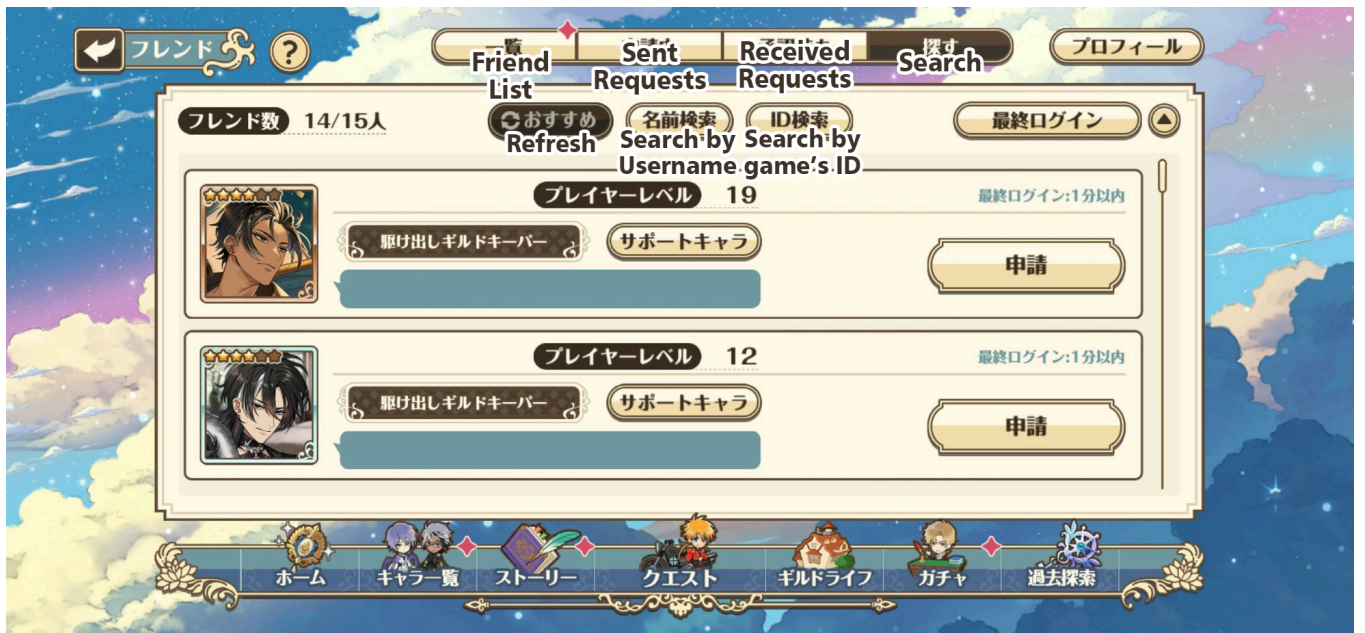 フレンド
?
一覧
探す
プロフィール
Friend
List
Sent
Requests
Received
Requests
Search
フレンド数 14/15人
おすすめ
名前検索
ID検索
最終ログイン
Refresh
Search by
Username
Search by
game's ID
プレイヤーレベル 19
最終ログイン:1分以内
駆け出しギルドキーパー
サポートキャラ
申請
プレイヤーレベル 12
最終ログイン:1分以内
駆け出しギルドキーパー
サポートキャラ
申請
ホーム
キャラ一覧
ストーリー
クエスト
ギルドライフ
ガチャ
過去探索